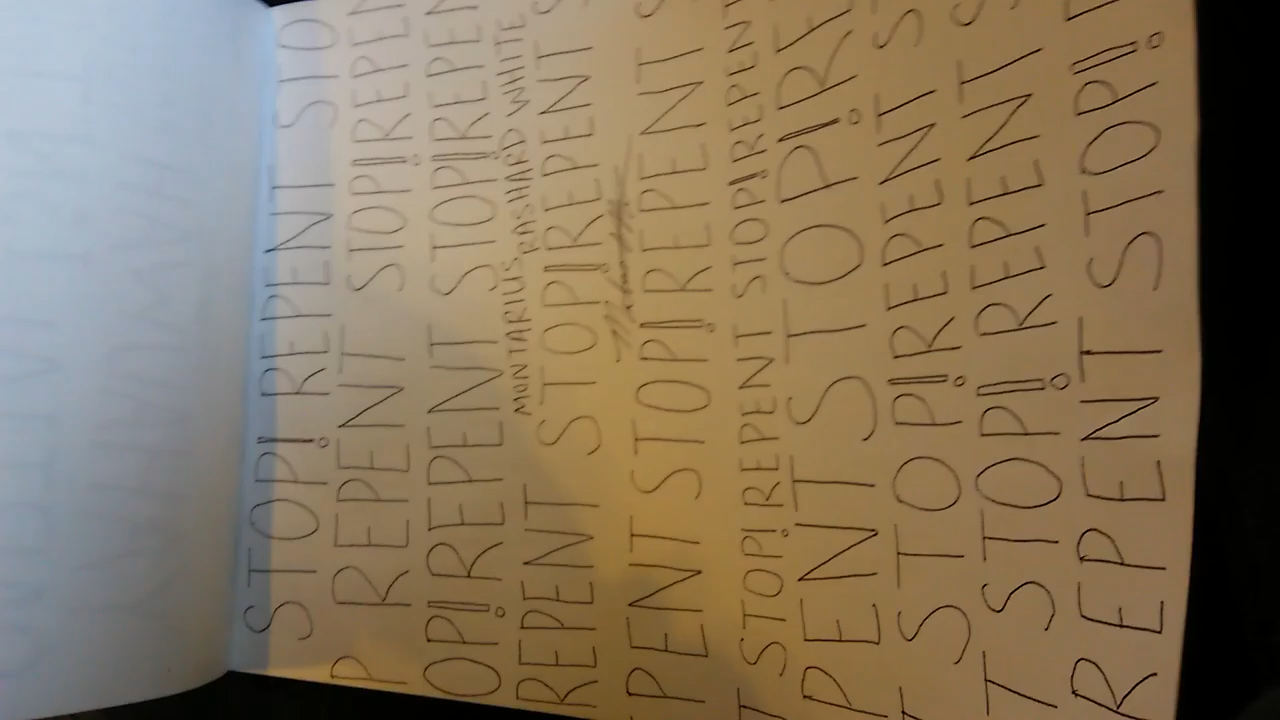 STOP! REPENT STO
P REPENT STOP! REPEN
OP! REPENT STOP! REPEN
MONTARIUS RASHARD WHITE
REPENT STOP! REPENT S
PENT STOP! REPENT S
T STOP! REPENT STOP! REPENT
PENT STOP! R
T STOP! REPENT S
T STOP! REPENT S
REPENT STOP!